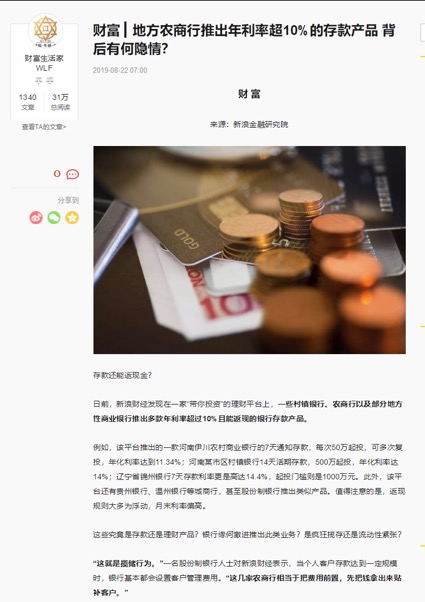 财富 | 地方农商行推出年利率超10%的存款产品 背
后有何隐情?
2019-08-22 07:00
财富生活家
WLF
1340
31万
文章
总阅读
查看TA的文章>
0
分享到
财 富
来源：新浪金融研究院
GOLD
10
存款还能返现金？
日前，新浪财经发现在一家“带你投资”的理财平台上，一些村镇银行、农商行以及部分地方
性商业银行推出多款年利率超过10%且能返现的银行存款产品。
例如，该平台推出的一款河南伊川农村商业银行的7天通知存款，每次50万起投，可多次复
投，年化利率达到11.34%；河南某市区村镇银行14天活期存款，500万起投，年化利率达
14%；辽宁省锦州银行7天存款利率更是高达14.4%，起投门槛则是1000万元。此外，该平
台还有贵州银行、温州银行等城商行，甚至股份制银行推出类似产品。值得注意的是，返现
规则大多为浮动，月末利率偏高。
这些究竟是存款还是理财产品？银行缘何激进推出此类业务？是疯狂揽存还是流动性紧张？
“这就是揽储行为。”一名股份制银行人士对新浪财经表示，当个人客户存款达到一定规模
时，银行基本都会设置客户管理费用。“这几家农商行相当于把费用前置，先把钱拿出来贴
补客户。”